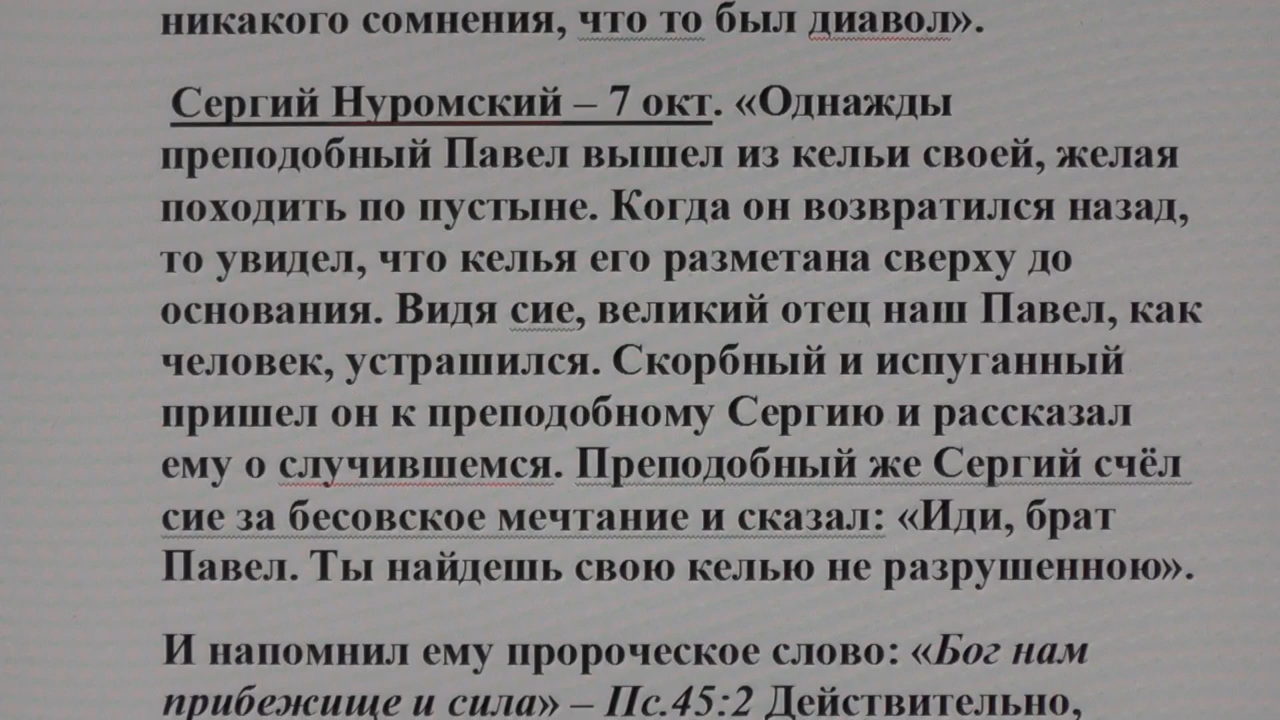 никакого сомнения, что то был диавол».
Сергий Нуромский – 7 окт. «Однажды
преподобный Павел вышел из кельи своей, желая
походить по пустыне. Когда он возвратился назад,
то увидел, что келья его разметана сверху до
основания. Видя сие, великий отец наш Павел, как
человек, устрашился. Скорбный и испуганный
пришел он к преподобному Сергию и рассказал
ему о случившемся. Преподобный же Сергий счёл
сие за бесовское мечтание и сказал: «Иди, брат
Павел. Ты найдешь свою келью не разрушенною».
И напомнил ему пророческое слово: «Бог нам
прибежище и сила» – Пс.45:2 Действительно,